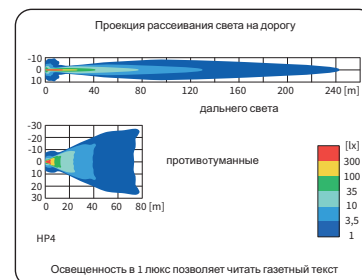 Проекция рассеивания света на дорогу
-10
0
10
0 40 80 120 160 200 240 [m]
дальнего света
-30
-20
-10
0
10
20
30
0 20 40 60 80 [m]
противотуманные
[lx]
300
100
35
10
3,5
1
HP4
Освещенность в 1 люкс позволяет читать газетный текст